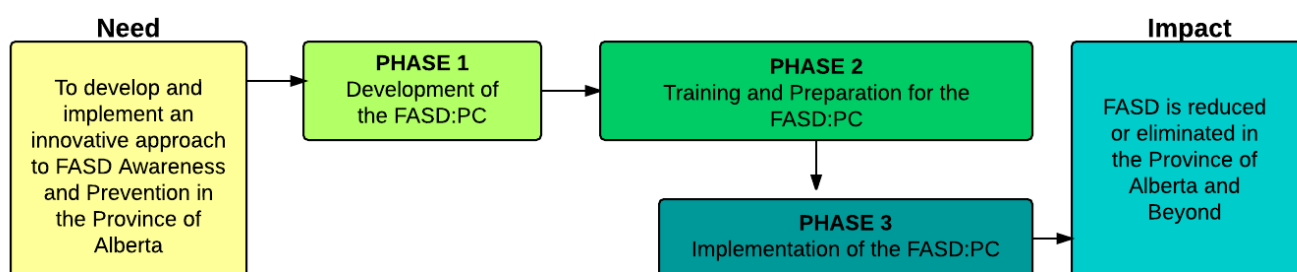 Need
To develop and
implement an
innovative approach
to FASD Awareness
and Prevention in
the Province of
Alberta
PHASE 1
Development of
the FASD:PC
PHASE 2
Training and Preparation for the
FASD:PC
PHASE 3
Implementation of the FASD:PC
Impact
FASD is reduced
or eliminated in
the Province of
Alberta and
Beyond